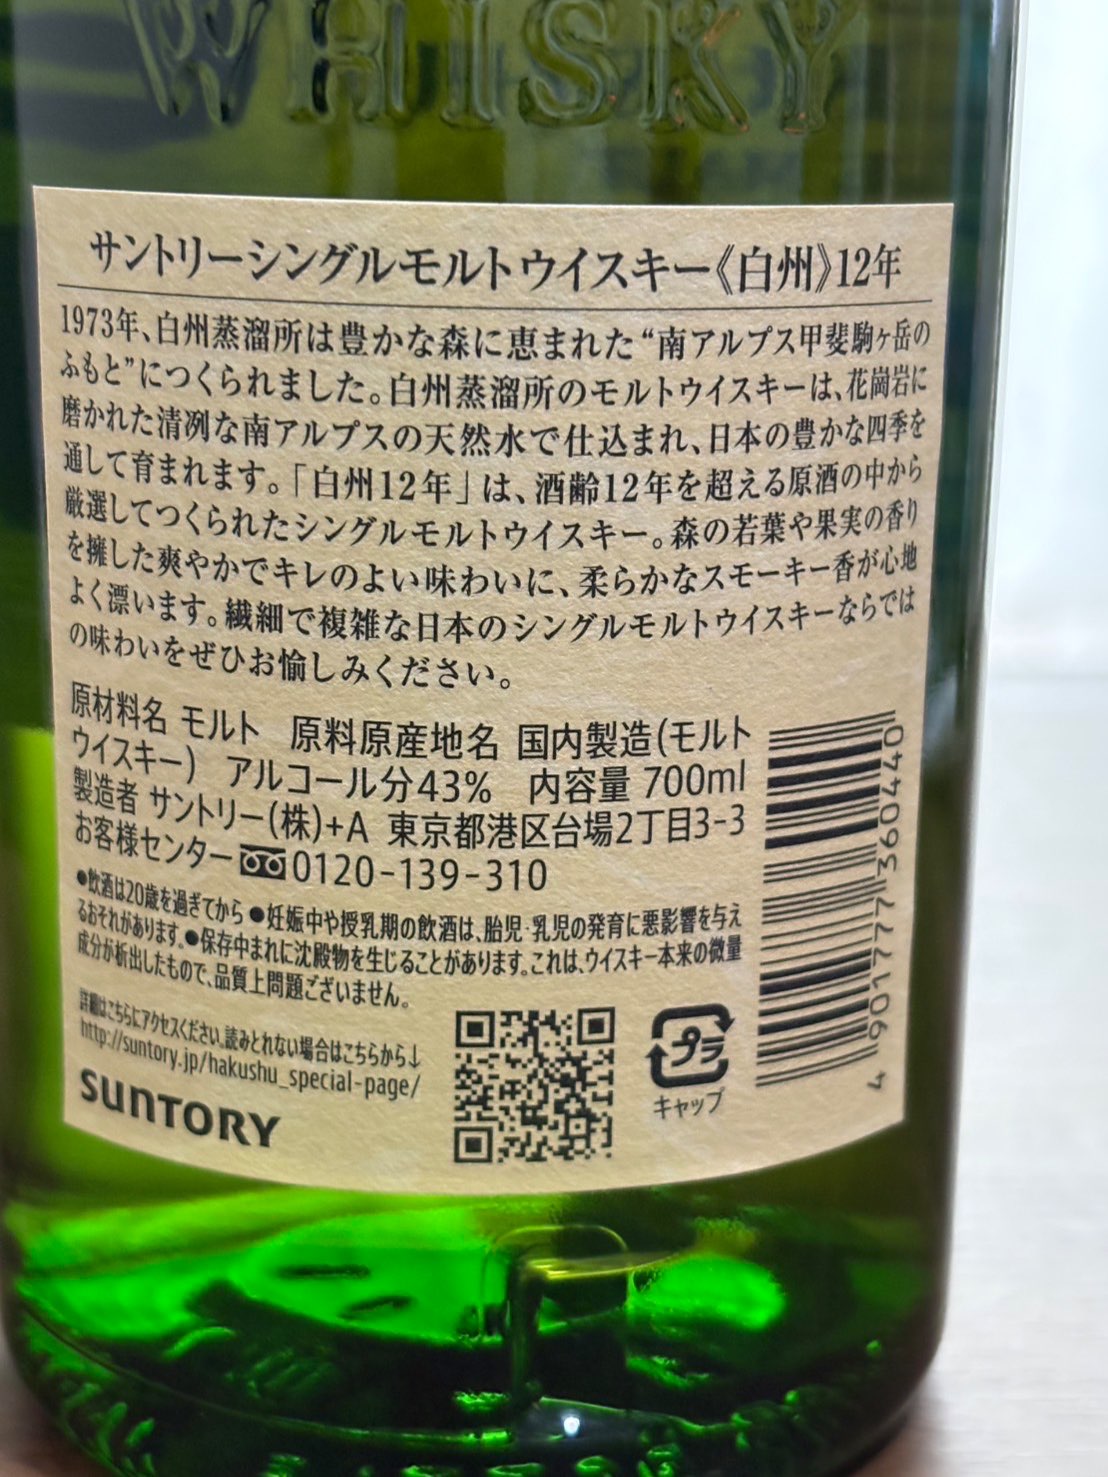 WHISKY
サントリーシングルモルトウイスキー《白州》12年
1973年、白州蒸溜所は豊かな森に恵まれた“南アルプス甲斐駒ヶ岳の
ふもと”につくられました。白州蒸溜所のモルトウイスキーは、花崗岩に
磨かれた清冽な南アルプスの天然水で仕込まれ、日本の豊かな四季を
通して育まれます。「白州12年」は、酒齢12年を超える原酒の中から
厳選してつくられたシングルモルトウイスキー。森の若葉や果実の香り
を擁した爽やかでキレのよい味わいに、柔らかなスモーキー香が心地
よく漂います。繊細で複雑な日本のシングルモルトウイスキーならでは
の味わいをぜひお愉しみください。
原材料名 モルト 原料原産地名 国内製造(モルト
ウイスキー) アルコール分43% 内容量 700ml
製造者 サントリー(株)+A 東京都港区台場2丁目3-3
お客様センター 0120-139-310
●飲酒は20歳を過ぎてから ●妊娠中や授乳期の飲酒は、胎児・乳児の発育に悪影響を与え
るおそれがあります。●保存中まれに沈殿物を生じることがあります。これは、ウイスキー本来の微量
成分が析出したもので、品質上問題ございません。
詳細はこちらにアクセスください。読みとれない場合はこちらから↓
http://suntory.jp/hakushu_special-page/
SUNTORY
プラ
キャップ
4 901777 360440